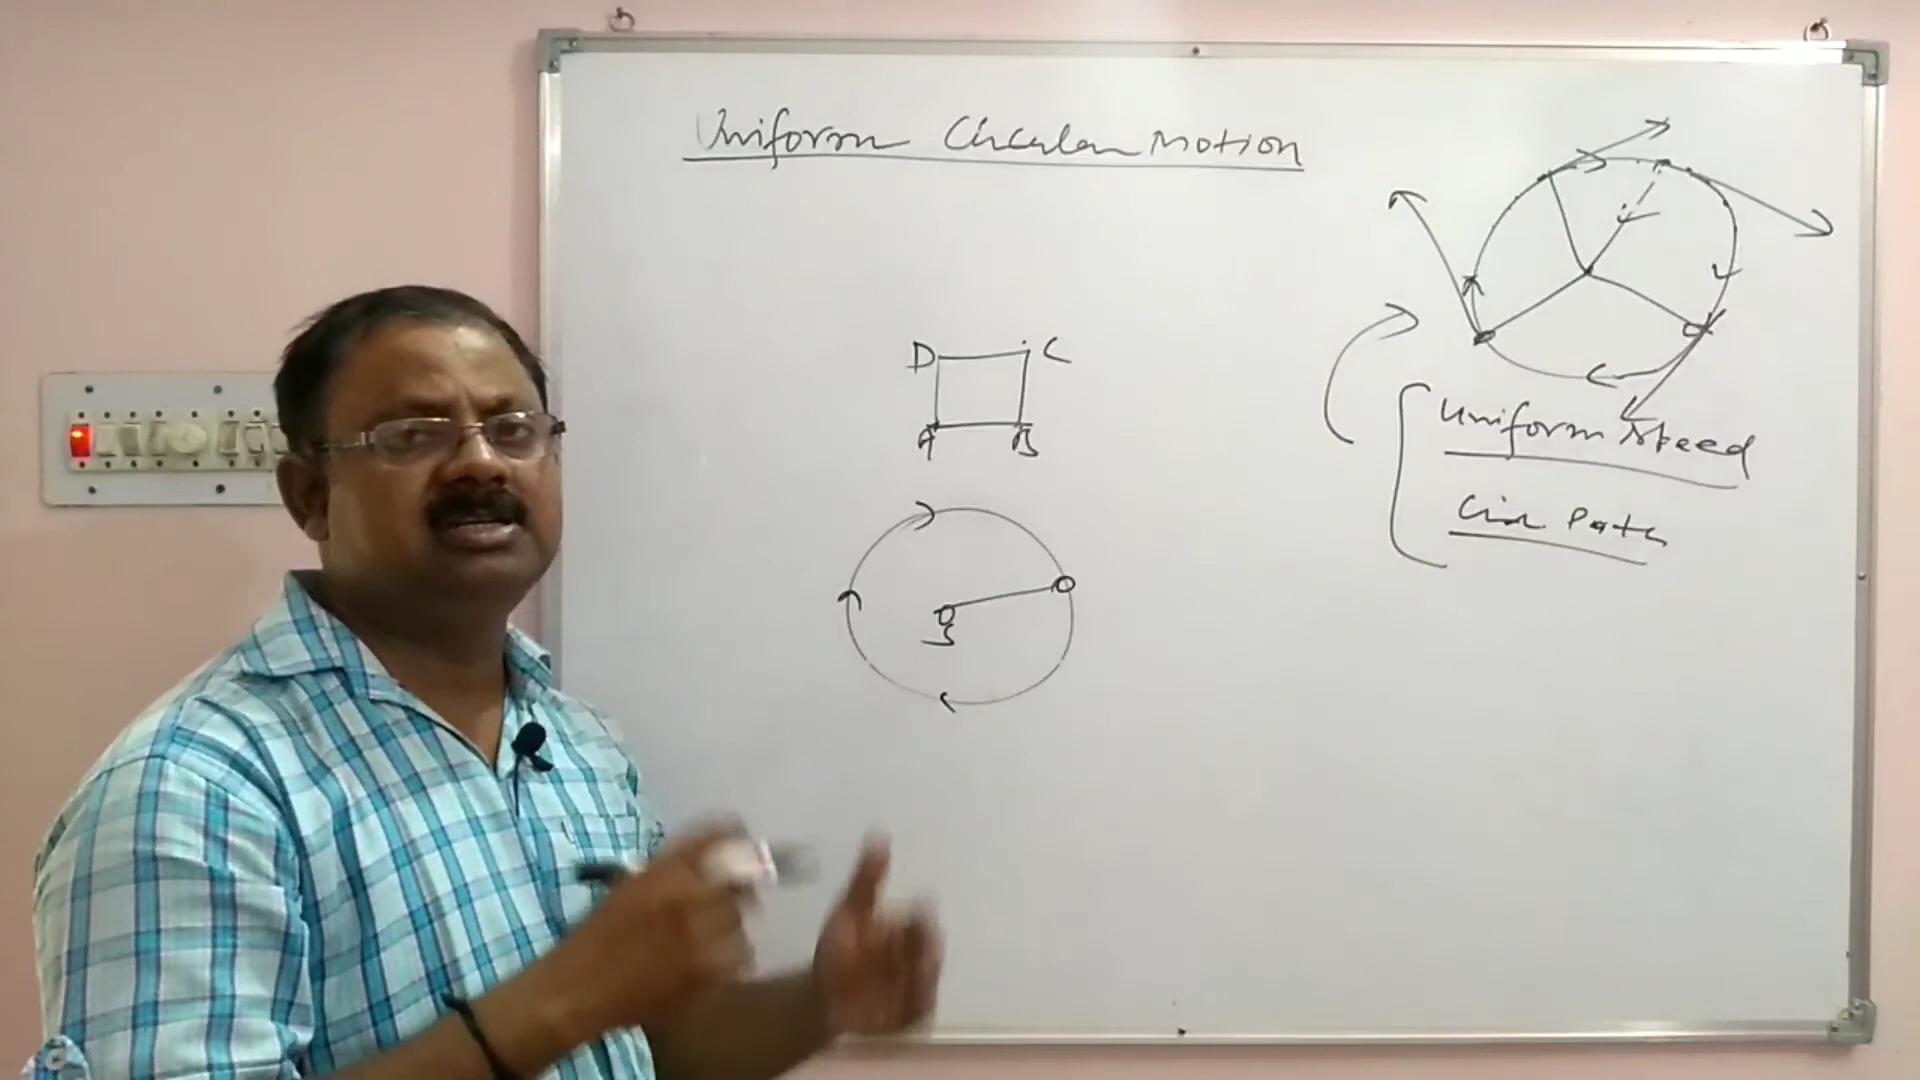 Uniform Circular Motion
D C
A B
S
Uniform speed
Cir Path